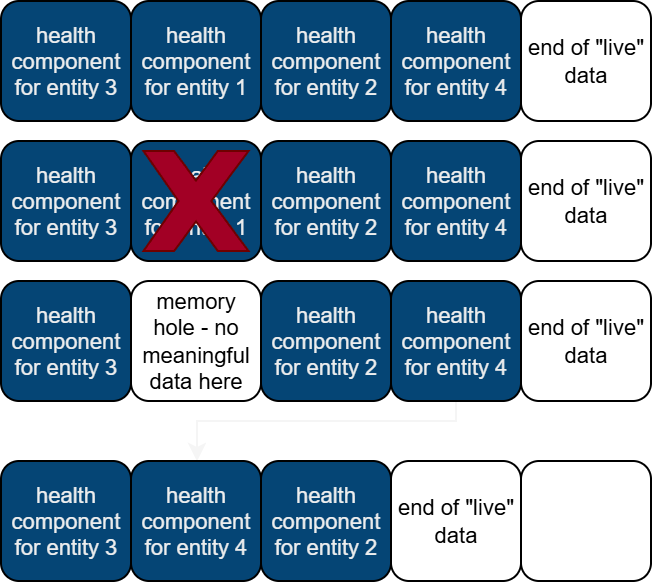 health
component
for entity 3
health
component
for entity 1
health
component
for entity 2
health
component
for entity 4
end of "live"
data
health
component
for entity 3
1
health
component
for entity 2
health
component
for entity 4
end of "live"
data
health
component
for entity 3
memory
hole - no
meaningful
data here
health
component
for entity 2
health
component
for entity 4
end of "live"
data
health
component
for entity 3
health
component
for entity 4
health
component
for entity 2
end of "live"
data